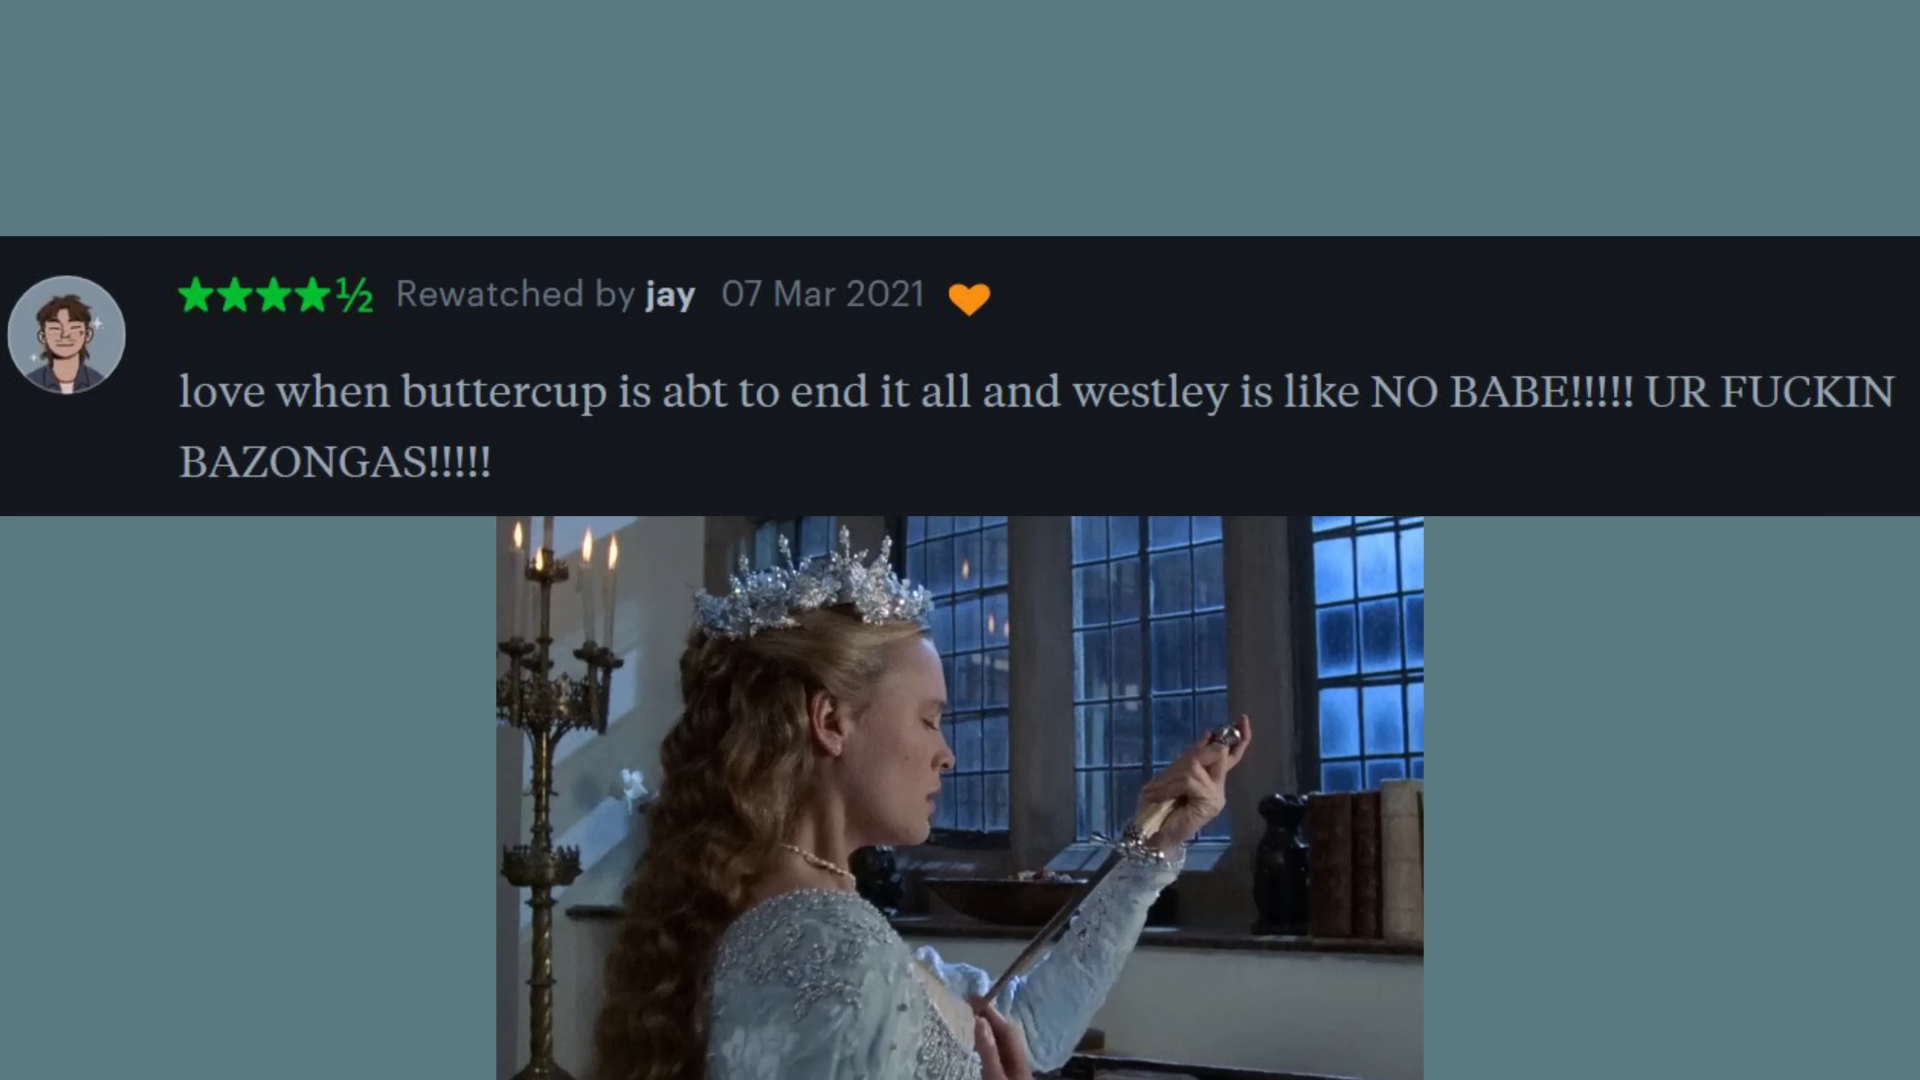 ★★★★½ Rewatched by jay 07 Mar 2021
love when buttercup is abt to end it all and westley is like NO BABE!!!!! UR FUCKIN
BAZONGAS!!!!!